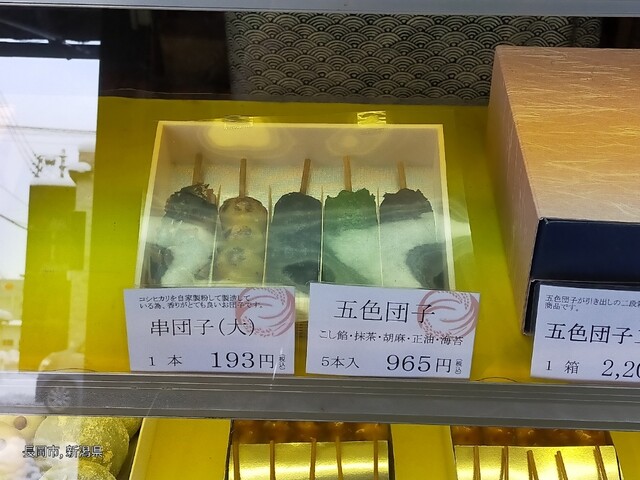 コシヒカリを自家製粉して製造して
いる為、香りがとても良いお団子です。
串団子(大)
1本 193円(税込)
五色団子
こし餡・抹茶・胡麻・正油・海苔
5本入 965円(税込)
五色団子が引き出しの二段
商品です。
五色団子
1箱 2,20
長岡市, 新潟県